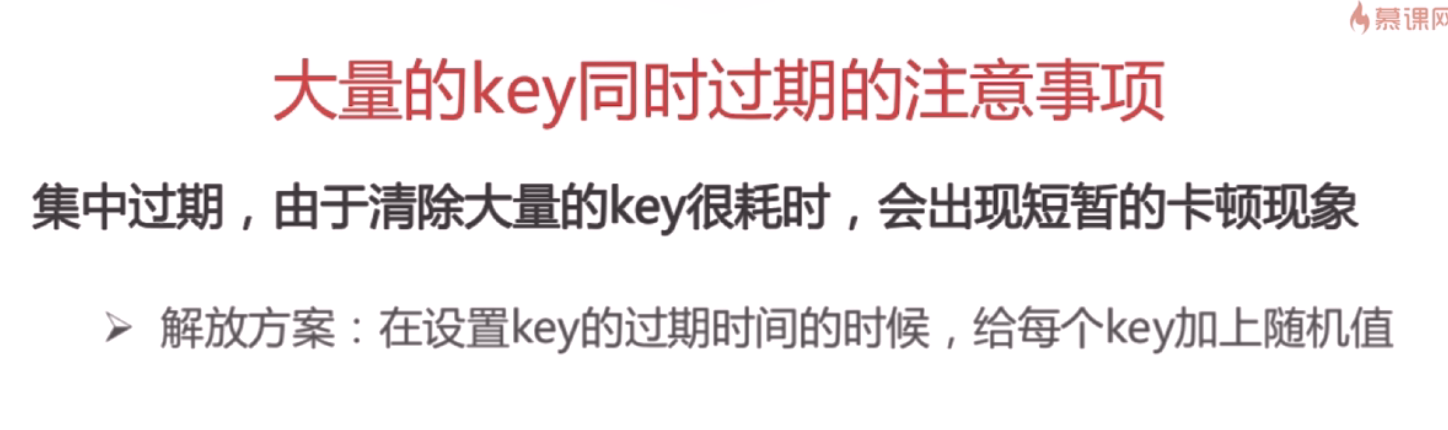 慕课网
大量的key同时过期的注意事项
集中过期，由于清除大量的key很耗时，会出现短暂的卡顿现象
➢ 解放方案：在设置key的过期时间的时候，给每个key加上随机值